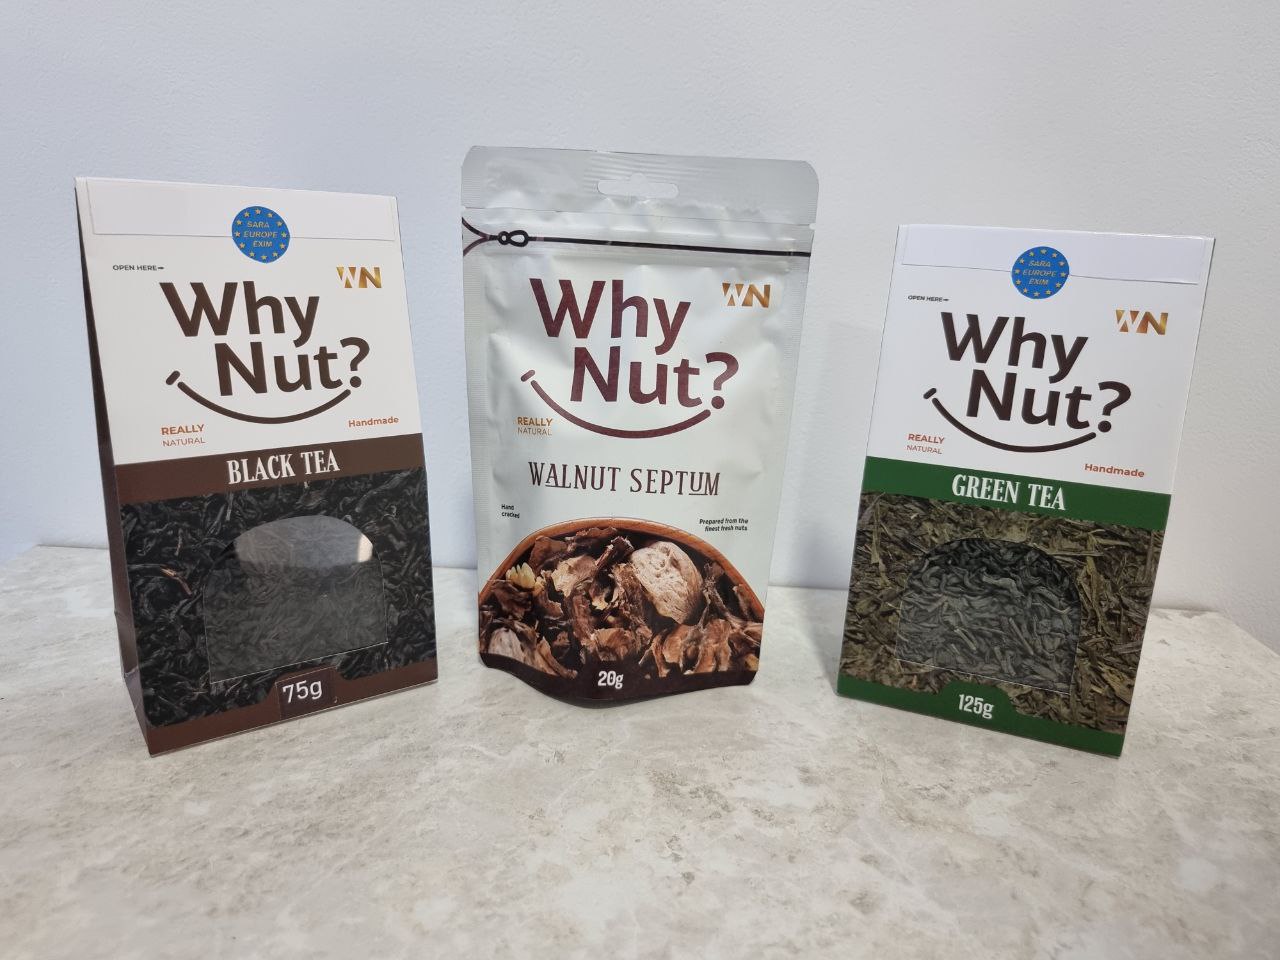 SARA
EUROPE
EXIM
OPEN HERE
WN
Why
Nut?
REALLY
NATURAL
Handmade
BLACK TEA
75g
WN
Why
Nut?
REALLY
NATURAL
WALNUT SEPTUM
Hand
cracked
Prepared from the
finest fresh nuts
20g
SARA
EUROPE
EXIM
OPEN HERE
WN
Why
Nut?
REALLY
NATURAL
Handmade
GREEN TEA
125g